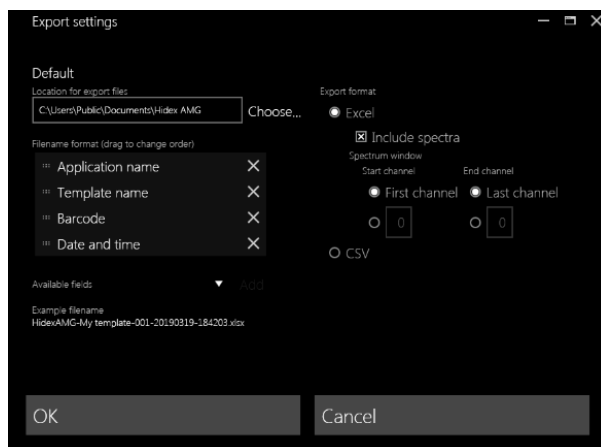 Export settings
Default
Location for export files
C:\Users\Public\Documents\Hidex AMG
Choose...
Filename format (drag to change order)
Application name
Template name
Barcode
Date and time
Available fields
Add
Example filename
HidexAMG-My template-001-20190319-184203.xlsx
Export format
Excel
Include spectra
Spectrum window
Start channel End channel
First channel Last channel
0 0
CSV
OK Cancel